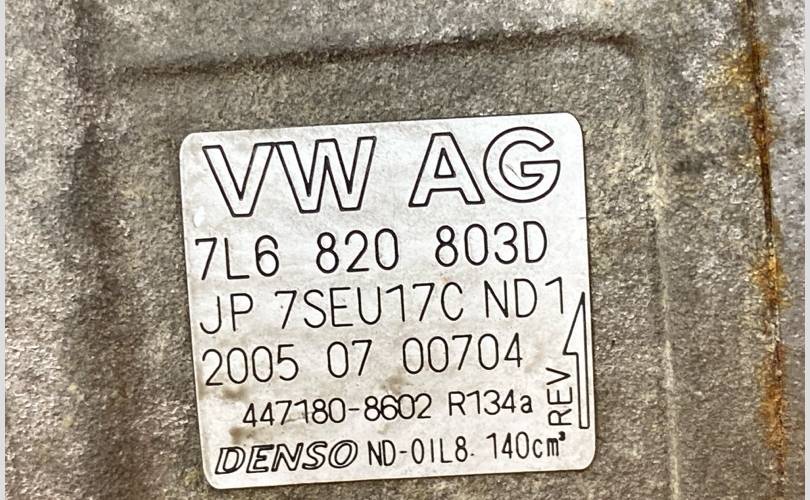 VW AG
7L6 820 803D
JP 7SEU17C ND1
2005 07 00704
447180-8602 R134a
REV
DENSO ND-OIL8. 140cm³